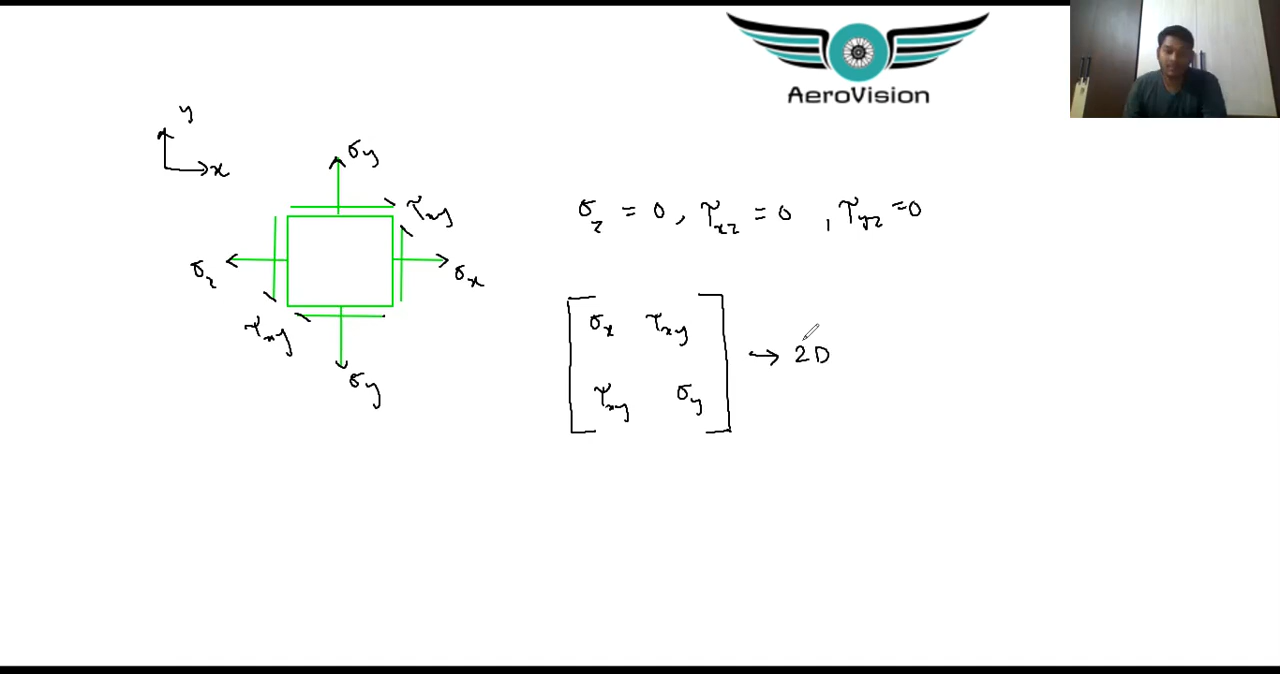 AeroVision
y
x
σy
τxy
σx
σx
τxy
σy
σz = 0, τxz = 0, τyz = 0
σx τxy
τxy σy
→ 2D